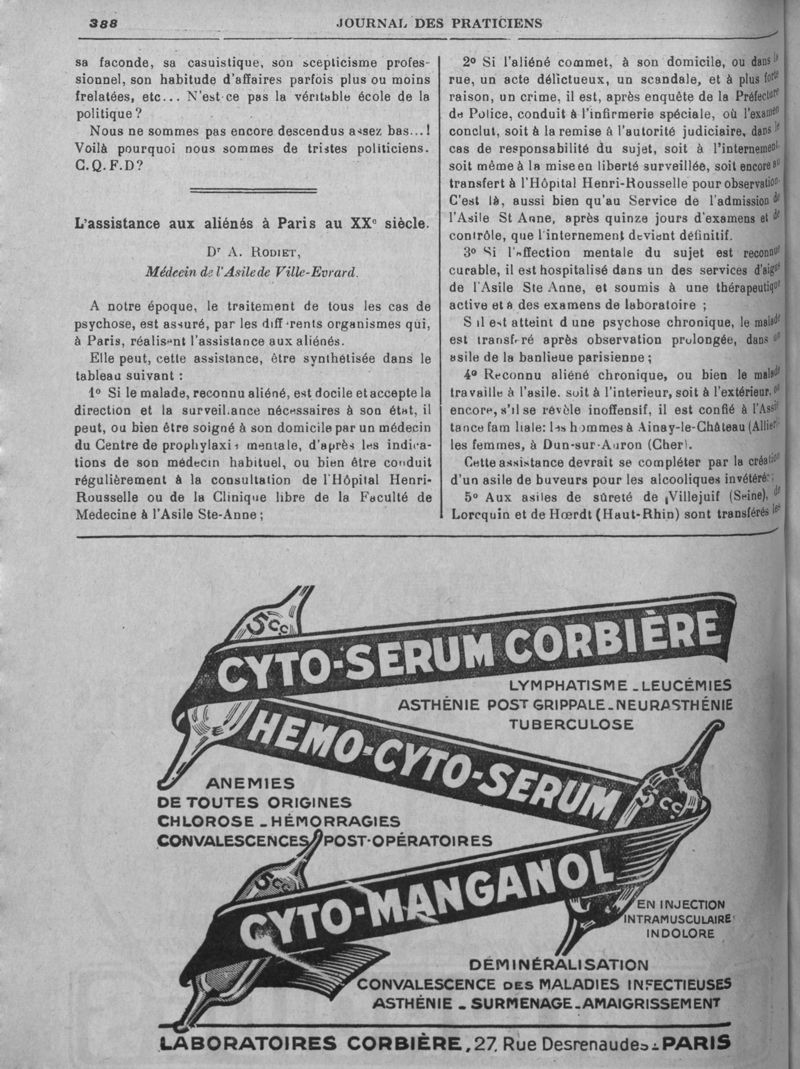 388
JOURNAL DES PRATICIENS
sa faconde, sa casuistique, son scepticisme profes-
sionnel, son habitude d'affaires parfois plus ou moins
frelatées, etc... N'est-ce pas la véritable école de la
politique ?
Nous ne sommes pas encore descendus assez bas...!
Voilà pourquoi nous sommes de tristes politiciens.
C. Q. F. D ?
L'assistance aux aliénés à Paris au XXe siècle.
Dr A. RODIET,
Médecin de l'Asile de Ville-Evrard.
A notre époque, le traitement de tous les cas de
psychose, est assuré, par les diff·rents organismes qui,
à Paris, réalisent l'assistance aux aliénés.
Elle peut, cette assistance, être synthétisée dans le
tableau suivant :
1º Si le malade, reconnu aliéné, est docile et accepte la
direction et la surveil.ance nécessaires à son état, il
peut, ou bien être soigné à son domicile par un médecin
du Centre de prophylaxie mentale, d'après les indica-
tions de son médecin habituel, ou bien être conduit
régulièrement à la consultation de l'Hôpital Henri-
Rousselle ou de la Clinique libre de la Faculté de
Médecine à l'Asile Ste-Anne ;
2º Si l'aliéné commet, à son domicile, ou dans la
rue, un acte délictueux, un scandale, et à plus forte
raison, un crime, il est, après enquête de la Préfecture
de Police, conduit à l'infirmerie spéciale, où l'examen
conclut, soit à la remise à l'autorité judiciaire, dans le
cas de responsabilité du sujet, soit à l'internement,
soit même à la mise en liberté surveillée, soit encore au
transfert à l'Hôpital Henri-Rousselle pour observation.
C'est là, aussi bien qu'au Service de l'admission de
l'Asile St Anne, après quinze jours d'examens et de
contrôle, que l'internement devient définitif.
3º Si l'affection mentale du sujet est reconnue
curable, il est hospitalisé dans un des services d'aigus
de l'Asile Ste Anne, et soumis à une thérapeutique
active et à des examens de laboratoire ;
S il est atteint d une psychose chronique, le malade
est transféré après observation prolongée, dans un
asile de la banlieue parisienne ;
4º Reconnu aliéné chronique, ou bien le malade
travaille à l'asile. soit à l'interieur, soit à l'extérieur, ou
encore, s'il se révèle inoffensif, il est confié à l'Assis-
tance fam liale: les hommes à Ainay-le-Château (Allier)
les femmes, à Dun-sur-Auron (Cher).
Cette assistance devrait se compléter par la création
d'un asile de buveurs pour les alcooliques invétérés ;
5º Aux asiles de sûreté de Villejuif (Seine), de
Lorcquin et de Hœrdt (Haut-Rhin) sont transférés les
5cc.
CYTO-SERUM CORBIÈRE
LYMPHATISME - LEUCÉMIES
ASTHÉNIE POST GRIPPALE - NEURASTHÉNIE
TUBERCULOSE
HEMO-CYTO-SERUM
5cc.
ANEMIES
DE TOUTES ORIGINES
CHLOROSE - HÉMORRAGIES
CONVALESCENCES POST-OPÉRATOIRES
5cc.
CYTO-MANGANOL
EN INJECTION
INTRAMUSCULAIRE
INDOLORE
DÉMINÉRALISATION
CONVALESCENCE DES MALADIES INFECTIEUSES
ASTHÉNIE - SURMENAGE - AMAIGRISSEMENT
LABORATOIRES CORBIÈRE, 27, Rue Desrenaudes - PARIS